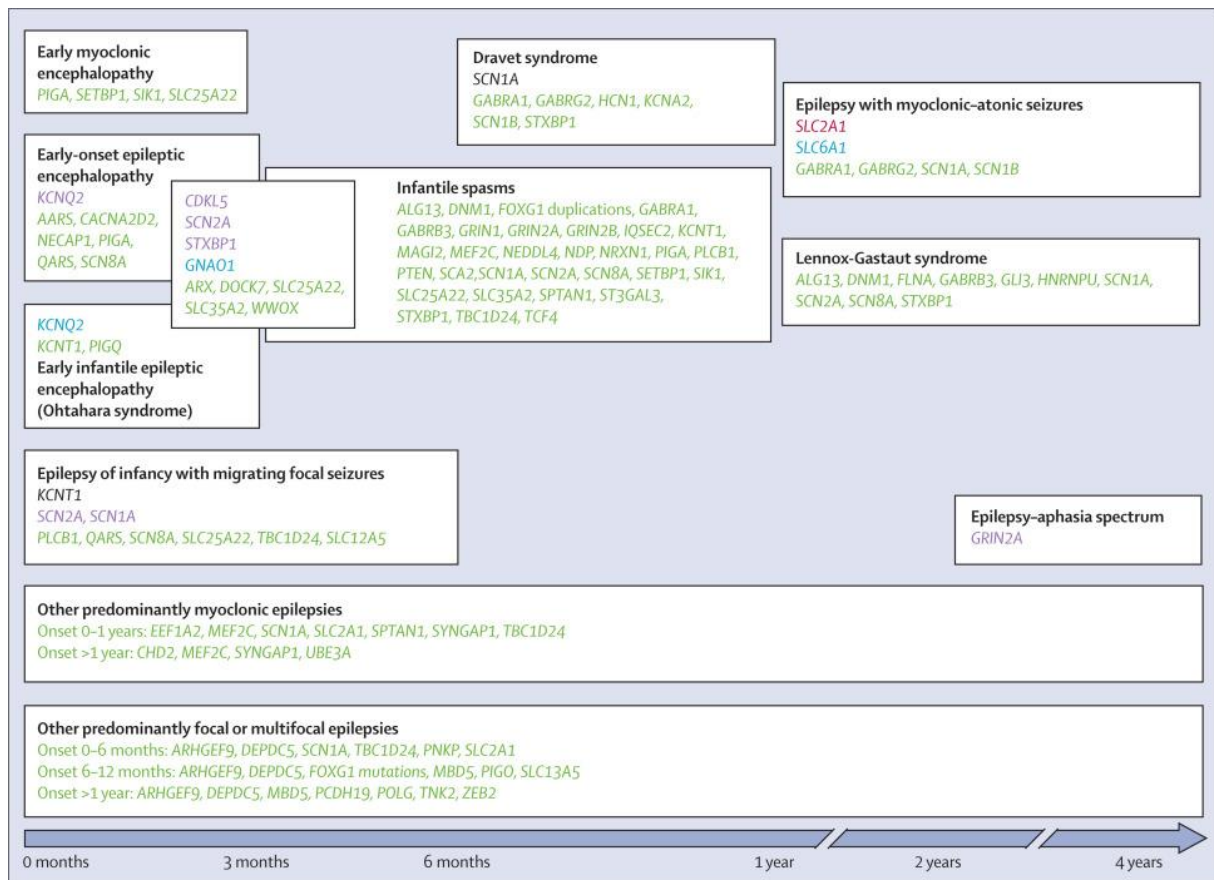 Early myoclonic
encephalopathy
PIGA, SETBP1, SIK1, SLC25A22
Early-onset epileptic
encephalopathy
KCNQ2
AARS, CACNA2D2,
NECAP1, PIGA,
QARS, SCN8A
CDKL5
SCN2A
STXBP1
GNAO1
ARX, DOCK7, SLC25A22,
SLC35A2, WWOX
KCNQ2
KCNT1, PIGQ
Early infantile epileptic
encephalopathy
(Ohtahara syndrome)
Dravet syndrome
SCN1A
GABRA1, GABRG2, HCN1, KCNA2,
SCN1B, STXBP1
Infantile spasms
ALG13, DNM1, FOXG1 duplications, GABRA1,
GABRB3, GRIN1, GRIN2A, GRIN2B, IQSEC2, KCNT1,
MAGI2, MEF2C, NEDDL4, NDP, NRXN1, PIGA, PLCB1,
PTEN, SCA2,SCN1A, SCN2A, SCN8A, SETBP1, SIK1,
SLC25A22, SLC35A2, SPTAN1, ST3GAL3,
STXBP1, TBC1D24, TCF4
Epilepsy with myoclonic–atonic seizures
SLC2A1
SLC6A1
GABRA1, GABRG2, SCN1A, SCN1B
Lennox-Gastaut syndrome
ALG13, DNM1, FLNA, GABRB3, GLI3, HNRNPU, SCN1A,
SCN2A, SCN8A, STXBP1
Epilepsy of infancy with migrating focal seizures
KCNT1
SCN2A, SCN1A
PLCB1, QARS, SCN8A, SLC25A22, TBC1D24, SLC12A5
Epilepsy–aphasia spectrum
GRIN2A
Other predominantly myoclonic epilepsies
Onset 0–1 years: EEF1A2, MEF2C, SCN1A, SLC2A1, SPTAN1, SYNGAP1, TBC1D24
Onset >1 year: CHD2, MEF2C, SYNGAP1, UBE3A
Other predominantly focal or multifocal epilepsies
Onset 0–6 months: ARHGEF9, DEPDC5, SCN1A, TBC1D24, PNKP, SLC2A1
Onset 6–12 months: ARHGEF9, DEPDC5, FOXG1 mutations, MBD5, PIGO, SLC13A5
Onset >1 year: ARHGEF9, DEPDC5, MBD5, PCDH19, POLG, TNK2, ZEB2
0 months 3 months 6 months 1 year 2 years 4 years